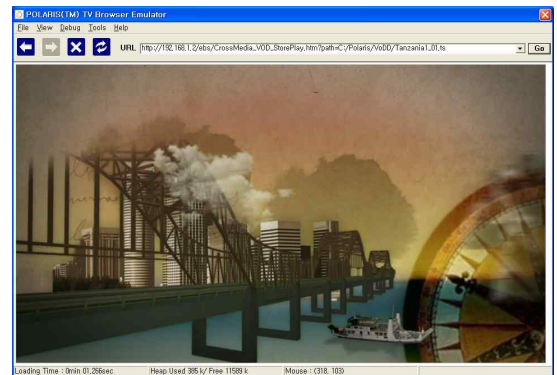 POLARIS(TM) TV Browser Emulator
File View Debug Tools Help
URL http://192.168.1.2/ebs/CrossMedia_VOD_StorePlay.htm?path=C:/Polaris/VoDD/Tanzania1_01.ts Go
Loading Time : 0min 01,266sec Heap Used 385 k/ Free 11589 k Mouse : (318, 103)